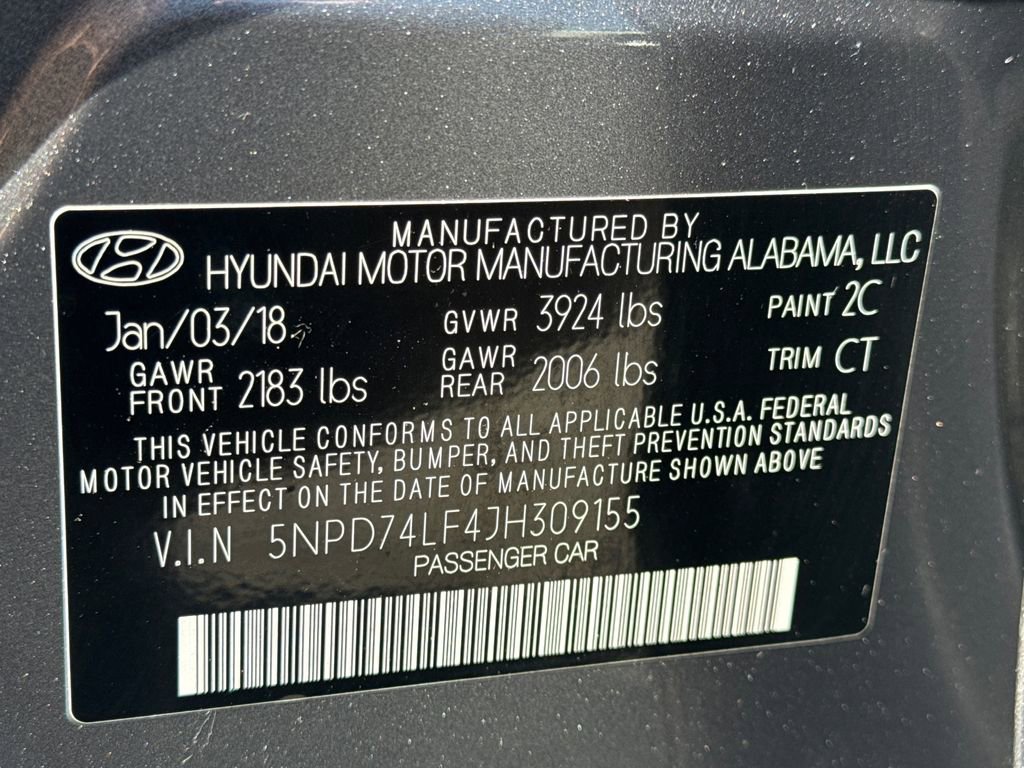 MANUFACTURED BY
HYUNDAI MOTOR MANUFACTURING ALABAMA, LLC
Jan/03/18 GVWR 3924 lbs PAINT 2C
GAWR FRONT 2183 lbs GAWR REAR 2006 lbs TRIM CT
THIS VEHICLE CONFORMS TO ALL APPLICABLE U.S.A. FEDERAL
MOTOR VEHICLE SAFETY, BUMPER, AND THEFT PREVENTION STANDARDS
IN EFFECT ON THE DATE OF MANUFACTURE SHOWN ABOVE
V.I.N 5NPD74LF4JH309155
PASSENGER CAR